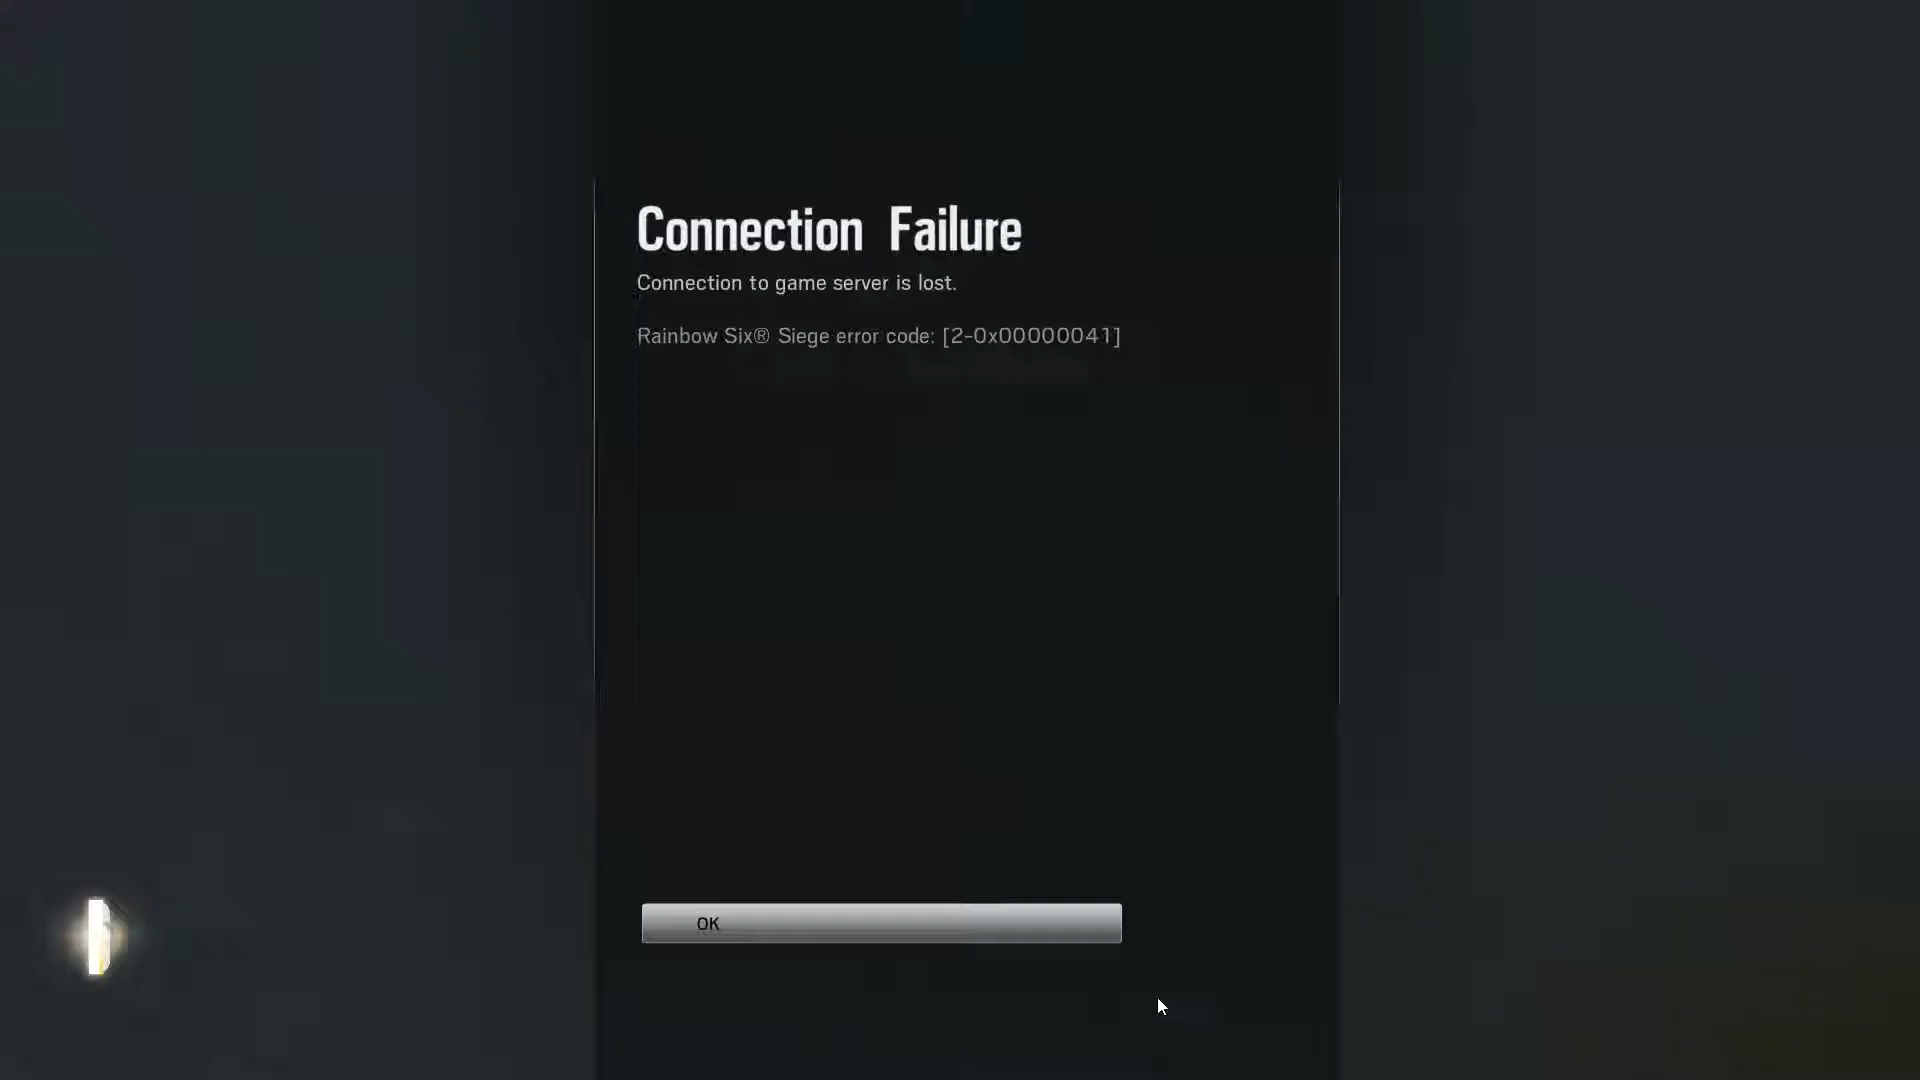 Connection Failure
Connection to game server is lost.
Rainbow Six® Siege error code: [2-0x00000041]
OK